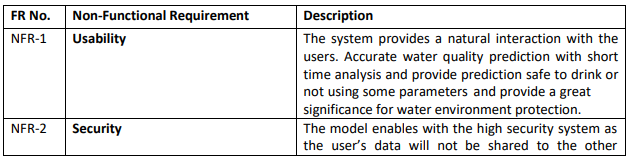 FR No. Non-Functional Requirement Description
NFR-1 Usability The system provides a natural interaction with the
users. Accurate water quality prediction with short
time analysis and provide prediction safe to drink or
not using some parameters and provide a great
significance for water environment protection.
NFR-2 Security The model enables with the high security system as
the user's data will not be shared to the other